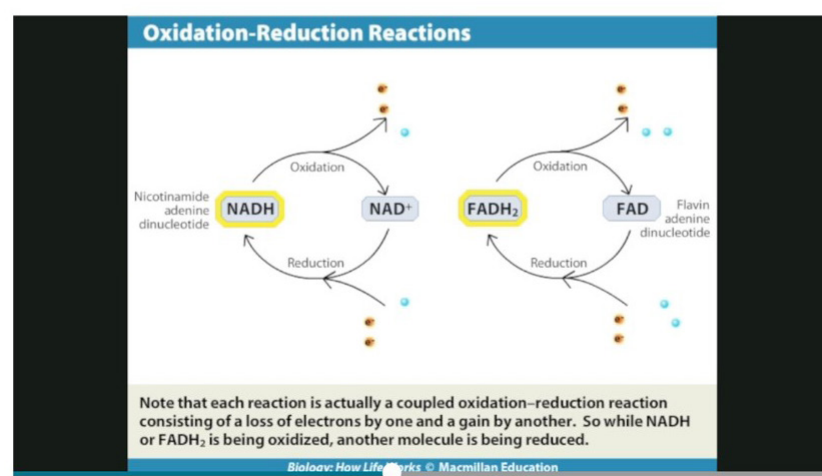 Oxidation-Reduction Reactions
e⁻
e⁻
Oxidation
Nicotinamide
adenine
dinucleotide
NADH
NAD⁺
Reduction
e⁻
e⁻
e⁻
e⁻
Oxidation
FADH₂
FAD
Flavin
adenine
dinucleotide
Reduction
e⁻
e⁻
Note that each reaction is actually a coupled oxidation–reduction reaction
consisting of a loss of electrons by one and a gain by another. So while NADH
or FADH₂ is being oxidized, another molecule is being reduced.
Biology: How Life Works © Macmillan Education